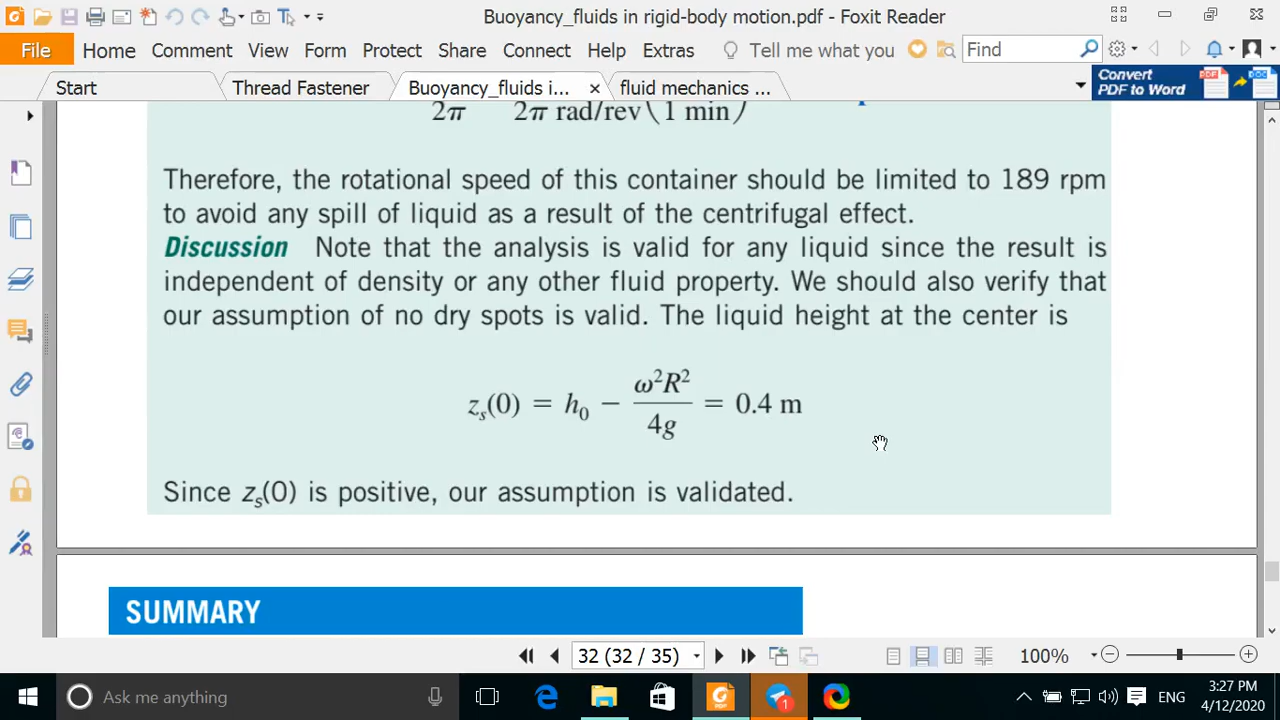 Buoyancy_fluids in rigid-body motion.pdf - Foxit Reader
File Home Comment View Form Protect Share Connect Help Extras Tell me what you Find
Start Thread Fastener Buoyancy_fluids i... fluid mechanics ... Convert
PDF to Word
2π 2π rad/rev (1 min)
Therefore, the rotational speed of this container should be limited to 189 rpm
to avoid any spill of liquid as a result of the centrifugal effect.
Discussion Note that the analysis is valid for any liquid since the result is
independent of density or any other fluid property. We should also verify that
our assumption of no dry spots is valid. The liquid height at the center is
zₛ(0) = h₀ − ω²R²/4g = 0.4 m
Since zₛ(0) is positive, our assumption is validated.
SUMMARY
32 (32 / 35) 100%
Ask me anything 1 ENG 3:27 PM
4/12/2020